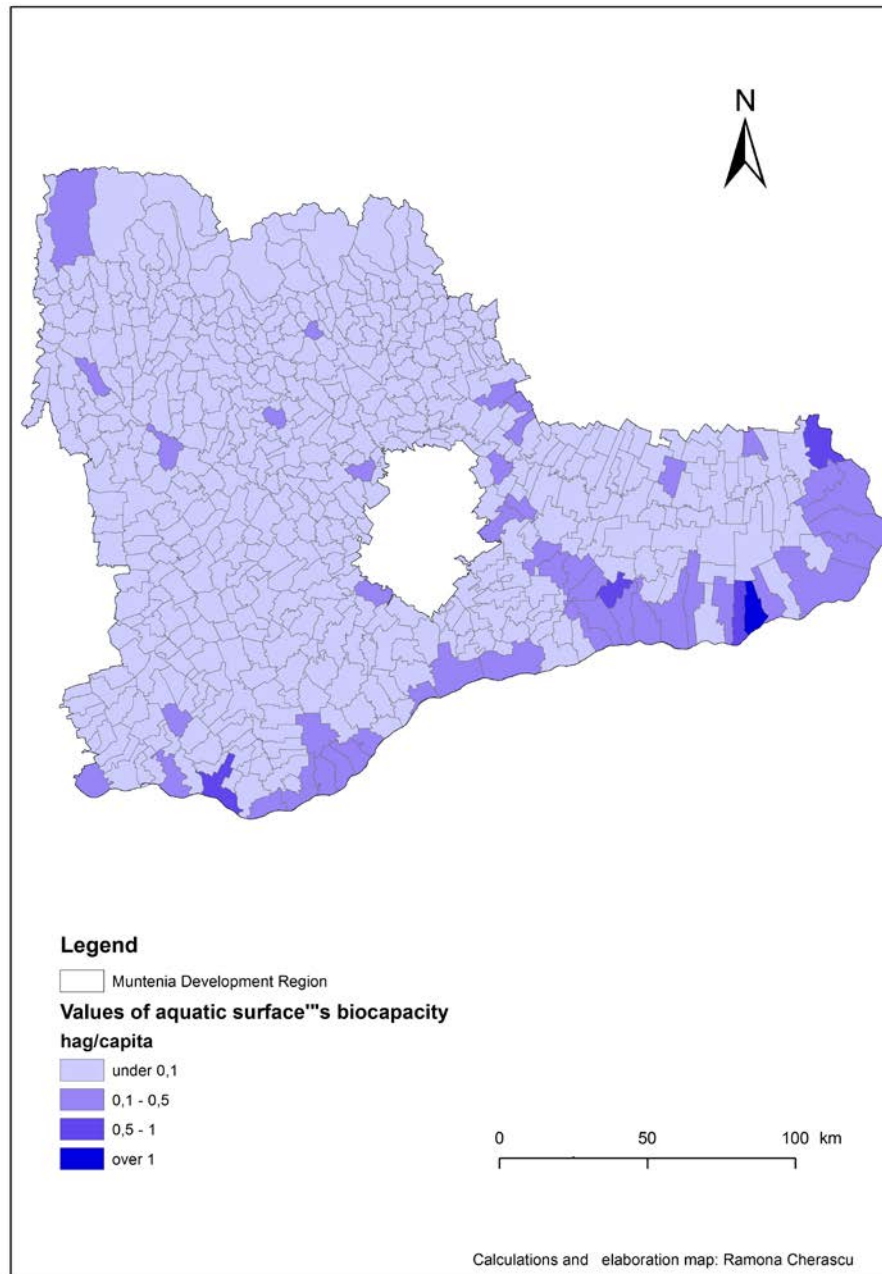 N
Legend
Muntenia Development Region
Values of aquatic surface'"s biocapacity
hag/capita
under 0,1
0,1 - 0,5
0,5 - 1
over 1
0 50 100 km
Calculations and elaboration map: Ramona Cherascu